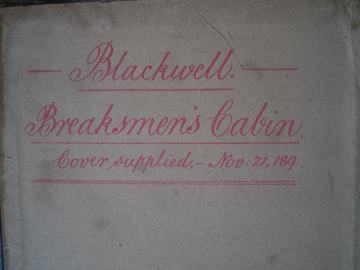 — Blackwell. —
Breaksmen's Cabin.
Cover supplied,- Nov: 21, 189